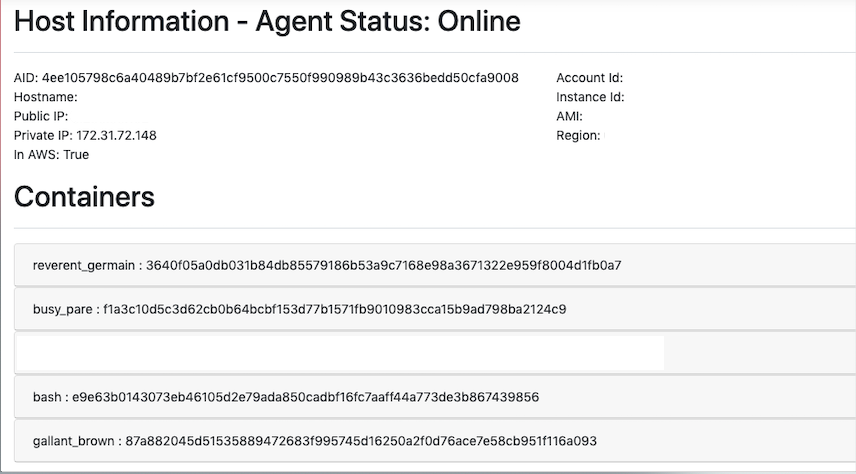 Host Information - Agent Status: Online
AID: 4ee105798c6a40489b7bf2e61cf9500c7550f990989b43c3636bedd50cfa9008
Hostname:
Public IP:
Private IP: 172.31.72.148
In AWS: True
Account Id:
Instance Id:
AMI:
Region:
Containers
reverent_germain : 3640f05a0db031b84db85579186b53a9c7168e98a3671322e959f8004d1fb0a7
busy_pare : f1a3c10d5c3d62cb0b64bcbf153d77b1571fb9010983cca15b9ad798ba2124c9
bash : e9e63b0143073eb46105d2e79ada850cadbf16fc7aaff44a773de3b867439856
gallant_brown : 87a882045d51535889472683f995745d16250a2f0d76ace7e58cb951f116a093